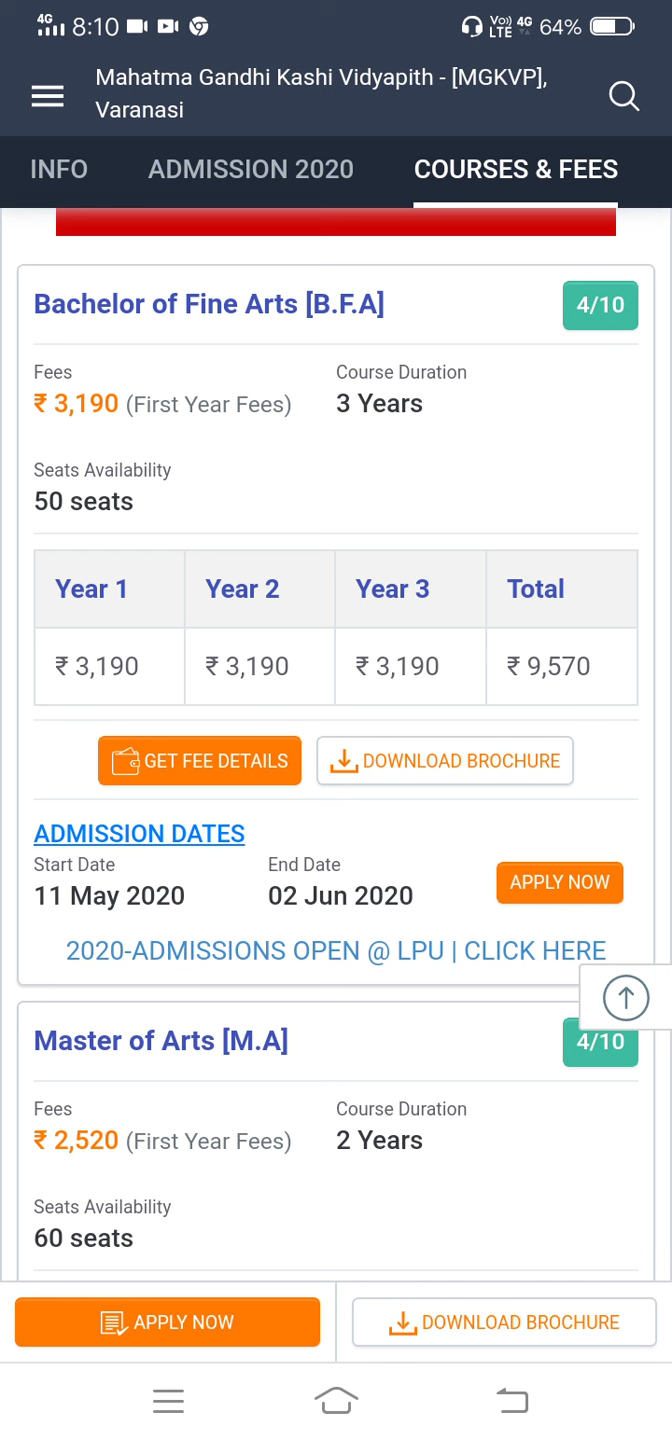 4G 8:10 Vo)) LTE 4G 64%
Mahatma Gandhi Kashi Vidyapith - [MGKVP],
Varanasi
INFO ADMISSION 2020 COURSES & FEES
Bachelor of Fine Arts [B.F.A] 4/10
Fees Course Duration
₹ 3,190 (First Year Fees) 3 Years
Seats Availability
50 seats
Year 1 Year 2 Year 3 Total
₹ 3,190 ₹ 3,190 ₹ 3,190 ₹ 9,570
GET FEE DETAILS DOWNLOAD BROCHURE
ADMISSION DATES
Start Date End Date
11 May 2020 02 Jun 2020 APPLY NOW
2020-ADMISSIONS OPEN @ LPU | CLICK HERE
Master of Arts [M.A] 4/10
Fees Course Duration
₹ 2,520 (First Year Fees) 2 Years
Seats Availability
60 seats
APPLY NOW DOWNLOAD BROCHURE